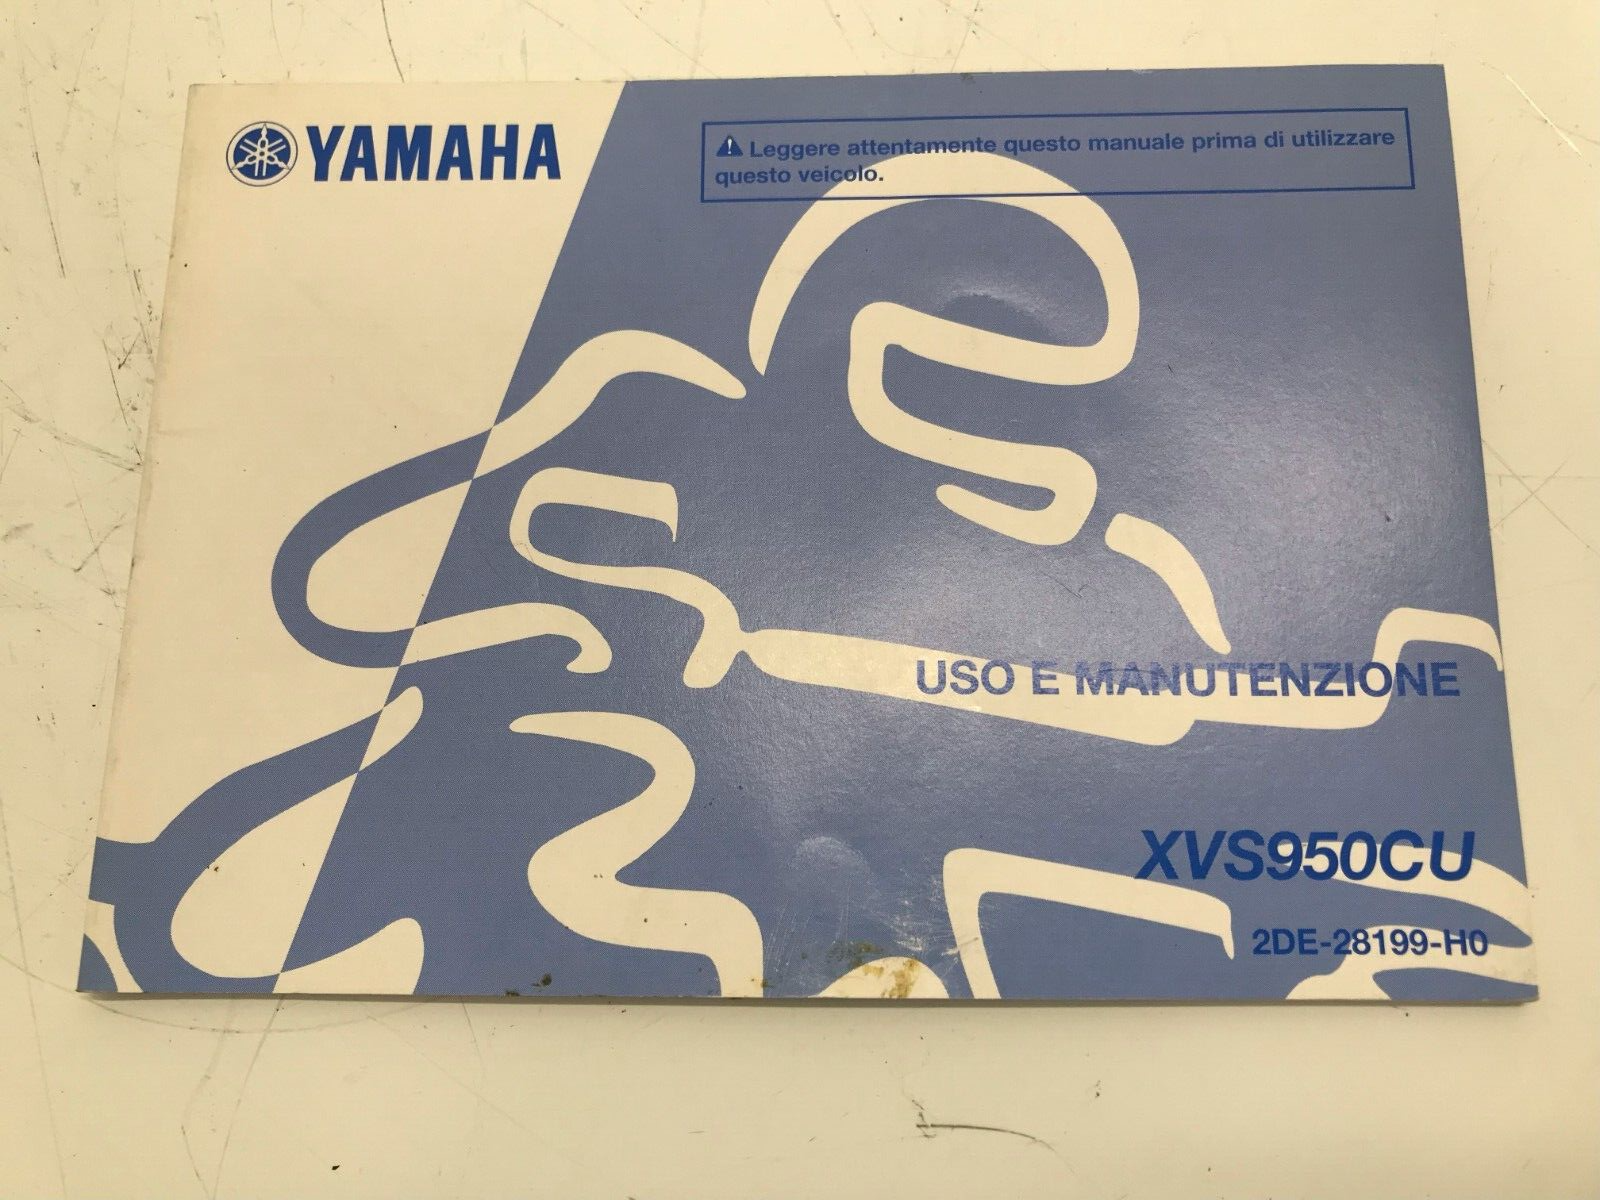 YAMAHA
⚠ Leggere attentamente questo manuale prima di utilizzare
questo veicolo.
USO E MANUTENZIONE
XVS950CU
2DE-28199-H0